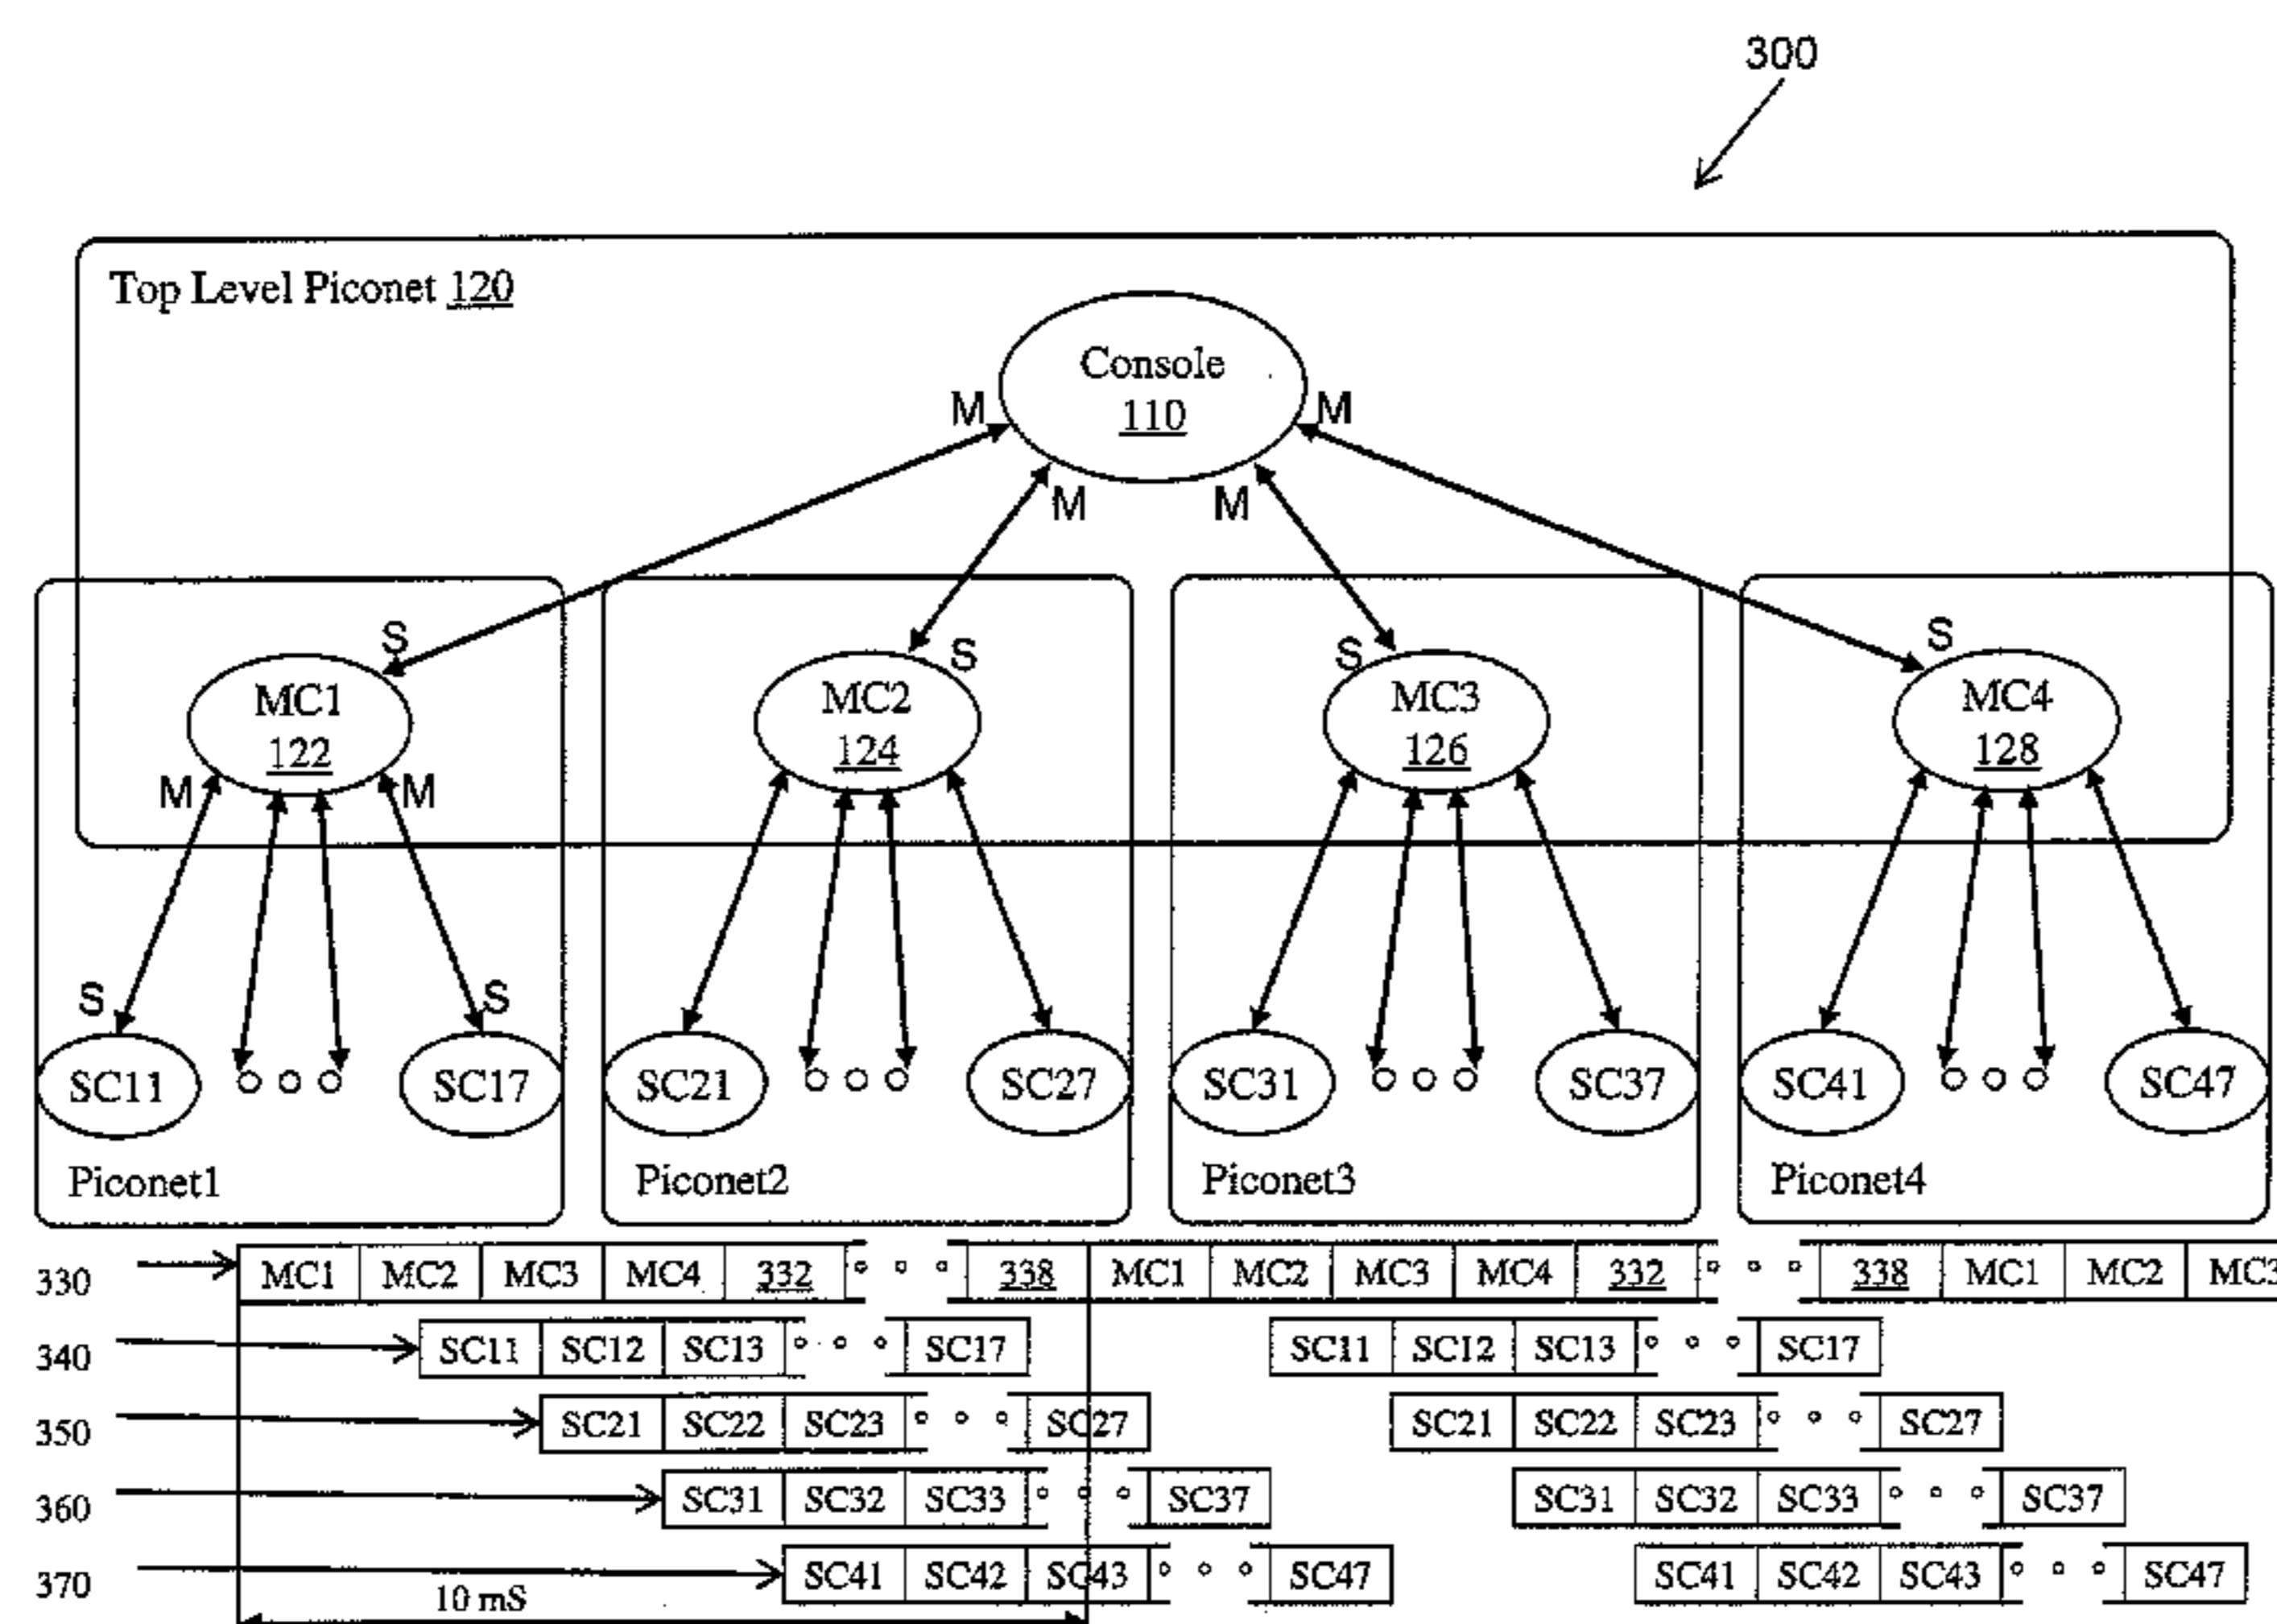 300
Top Level Piconet 120
Console
110
M M
M M
S S S S
MC1 MC2 MC3 MC4
122 124 126 128
M M
S S
SC11 SC17 SC21 SC27 SC31 SC37 SC41 SC47
Piconet1 Piconet2 Piconet3 Piconet4
330 MC1 MC2 MC3 MC4 332 338 MC1 MC2 MC3 MC4 332 338 MC1 MC2 MC3
340 SC11 SC12 SC13 SC17 SC11 SC12 SC13 SC17
350 SC21 SC22 SC23 SC27 SC21 SC22 SC23 SC27
360 SC31 SC32 SC33 SC37 SC31 SC32 SC33 SC37
370 SC41 SC42 SC43 SC47 SC41 SC42 SC43 SC47
10 mS